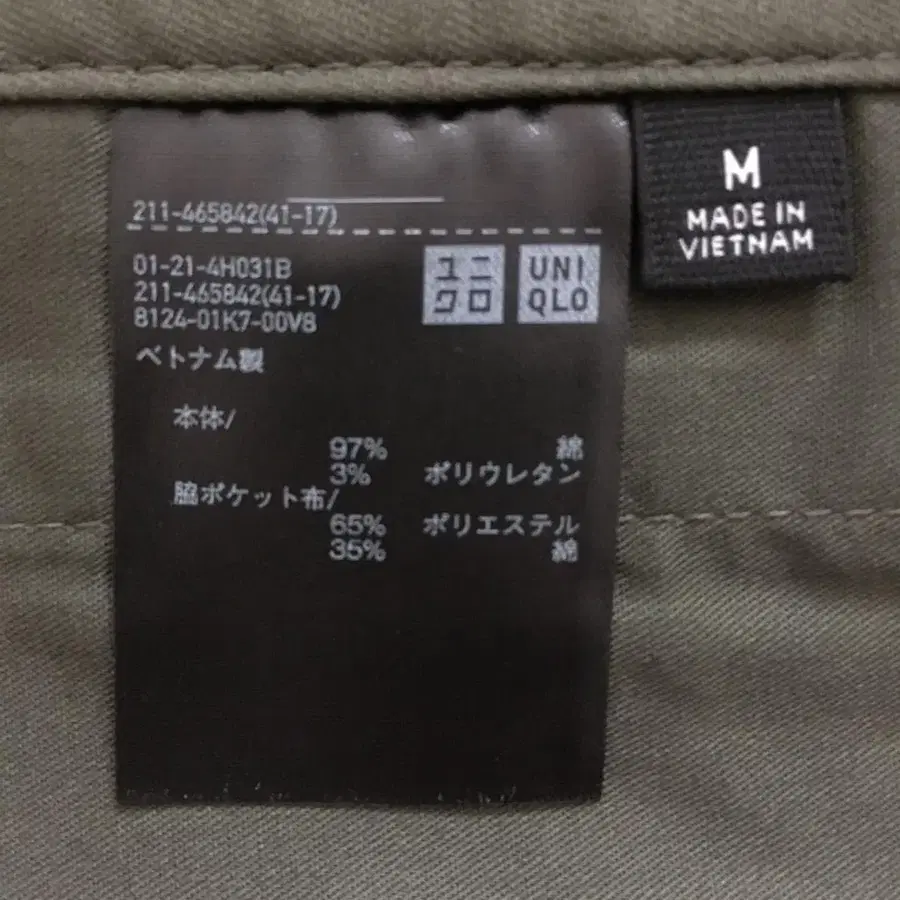 211-465842(41-17)
01-21-4H031B
211-465842(41-17)
8124-01K7-00V8
ベトナム製
ユニ
クロ
UNI
QLO
本体/
97% 綿
3% ポリウレタン
脇ポケット布/
65% ポリエステル
35% 綿
M
MADE IN
VIETNAM